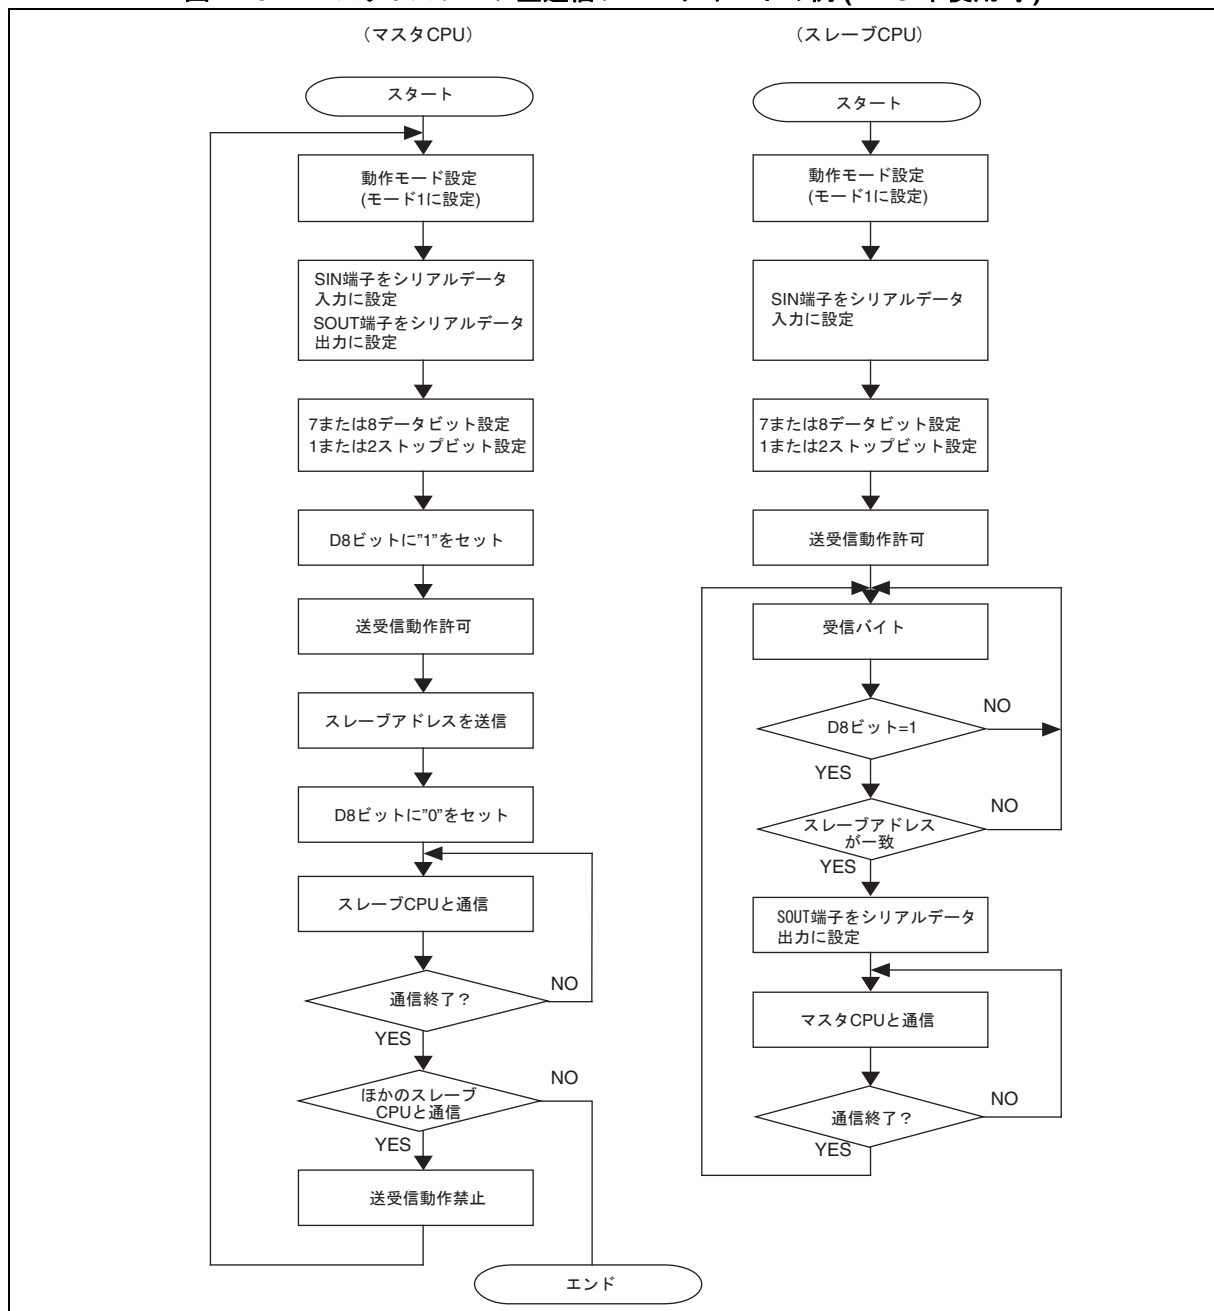 (マスタCPU)
スタート
動作モード設定
(モード1に設定)
SIN端子をシリアルデータ
入力に設定
SOUT端子をシリアルデータ
出力に設定
7または8データビット設定
1または2ストップビット設定
D8ビットに”1”をセット
送受信動作許可
スレーブアドレスを送信
D8ビットに”0”をセット
スレーブCPUと通信
通信終了?
NO
YES
ほかのスレーブ
CPUと通信
NO
YES
送受信動作禁止
エンド
(スレーブCPU)
スタート
動作モード設定
(モード1に設定)
SIN端子をシリアルデータ
入力に設定
7または8データビット設定
1または2ストップビット設定
送受信動作許可
受信バイト
D8ビット=1
NO
YES
スレーブアドレス
が一致
NO
YES
SOUT端子をシリアルデータ
出力に設定
マスタCPUと通信
通信終了?
NO
YES